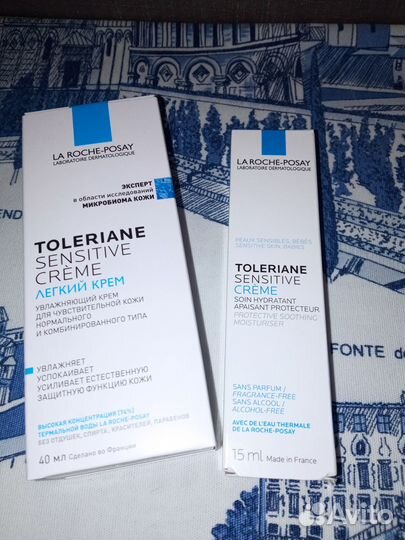 LA ROCHE-POSAY
LABORATOIRE DERMATOLOGIQUE
ЭКСПЕРТ
в области исследований
МИКРОБИОМА КОЖИ
TOLERIANE
SENSITIVE
CRÈME
ЛЕГКИЙ КРЕМ
УВЛАЖНЯЮЩИЙ КРЕМ
ДЛЯ ЧУВСТВИТЕЛЬНОЙ КОЖИ
НОРМАЛЬНОГО
И КОМБИНИРОВАННОГО ТИПА
УВЛАЖНЯЕТ
УСПОКАИВАЕТ
УСИЛИВАЕТ ЕСТЕСТВЕННУЮ
ЗАЩИТНУЮ ФУНКЦИЮ КОЖИ
ВЫСОКАЯ КОНЦЕНТРАЦИЯ [74%]
ТЕРМАЛЬНОЙ ВОДЫ LA ROCHE-POSAY
БЕЗ ОТДУШЕК, СПИРТА, КРАСИТЕЛЕЙ, ПАРАБЕНОВ
40 МЛ Сделано во Франции
LA ROCHE-POSAY
LABORATOIRE DERMATOLOGIQUE
PEAUX SENSIBLES, BÉBÉS
SENSITIVE SKIN, BABIES
TOLERIANE
SENSITIVE
CRÈME
SOIN HYDRATANT
APAISANT PROTECTEUR
PROTECTIVE SOOTHING
MOISTURISER
SANS PARFUM /
FRAGRANCE-FREE
SANS ALCOOL /
ALCOHOL-FREE
AVEC DE L'EAU THERMALE
DE LA ROCHE-POSAY
15 ml Made in France
FONTE de
Avito